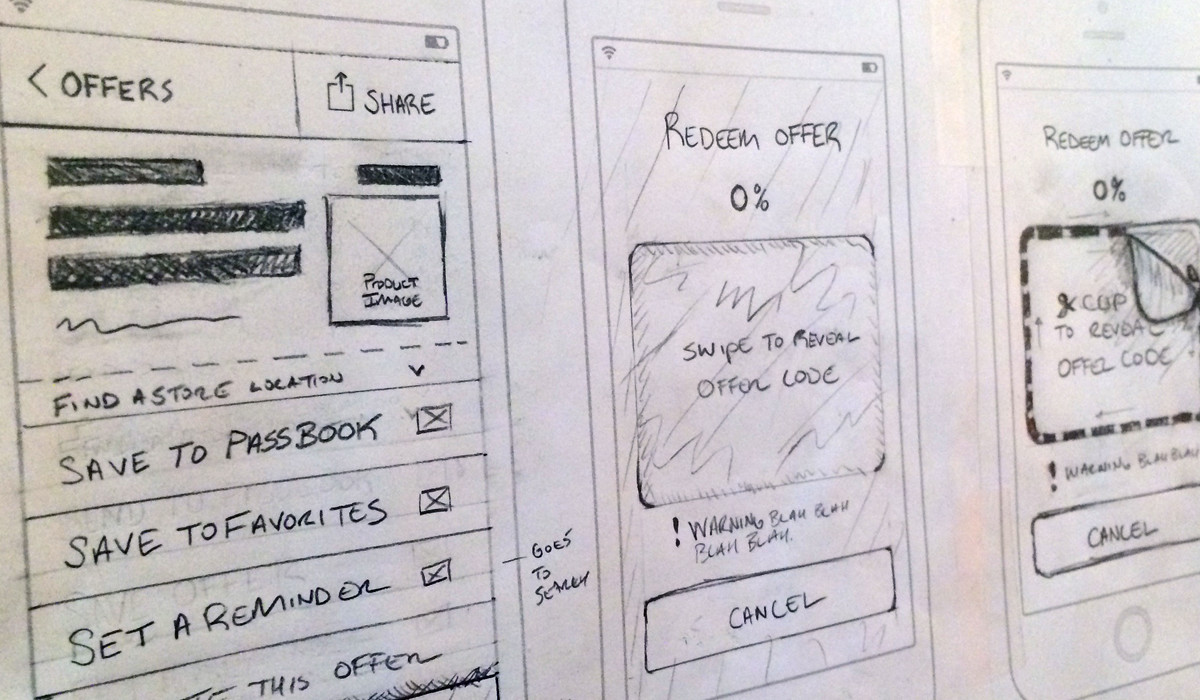 < OFFERS
SHARE
PRODUCT
IMAGE
FIND A STORE LOCATION
SAVE TO PASSBOOK
SAVE TO FAVORITES
SET A REMINDER
THIS OFFER
GOES
TO
SEARCH
REDEEM OFFER
0%
SWIPE TO REVEAL
OFFER CODE
! WARNING BLAH BLAH
BLAH BLAH.
CANCEL
REDEEM OFFER
0%
CLIP
TO REVEAL
OFFER CODE
! WARNING BLAH BLAH
CANCEL